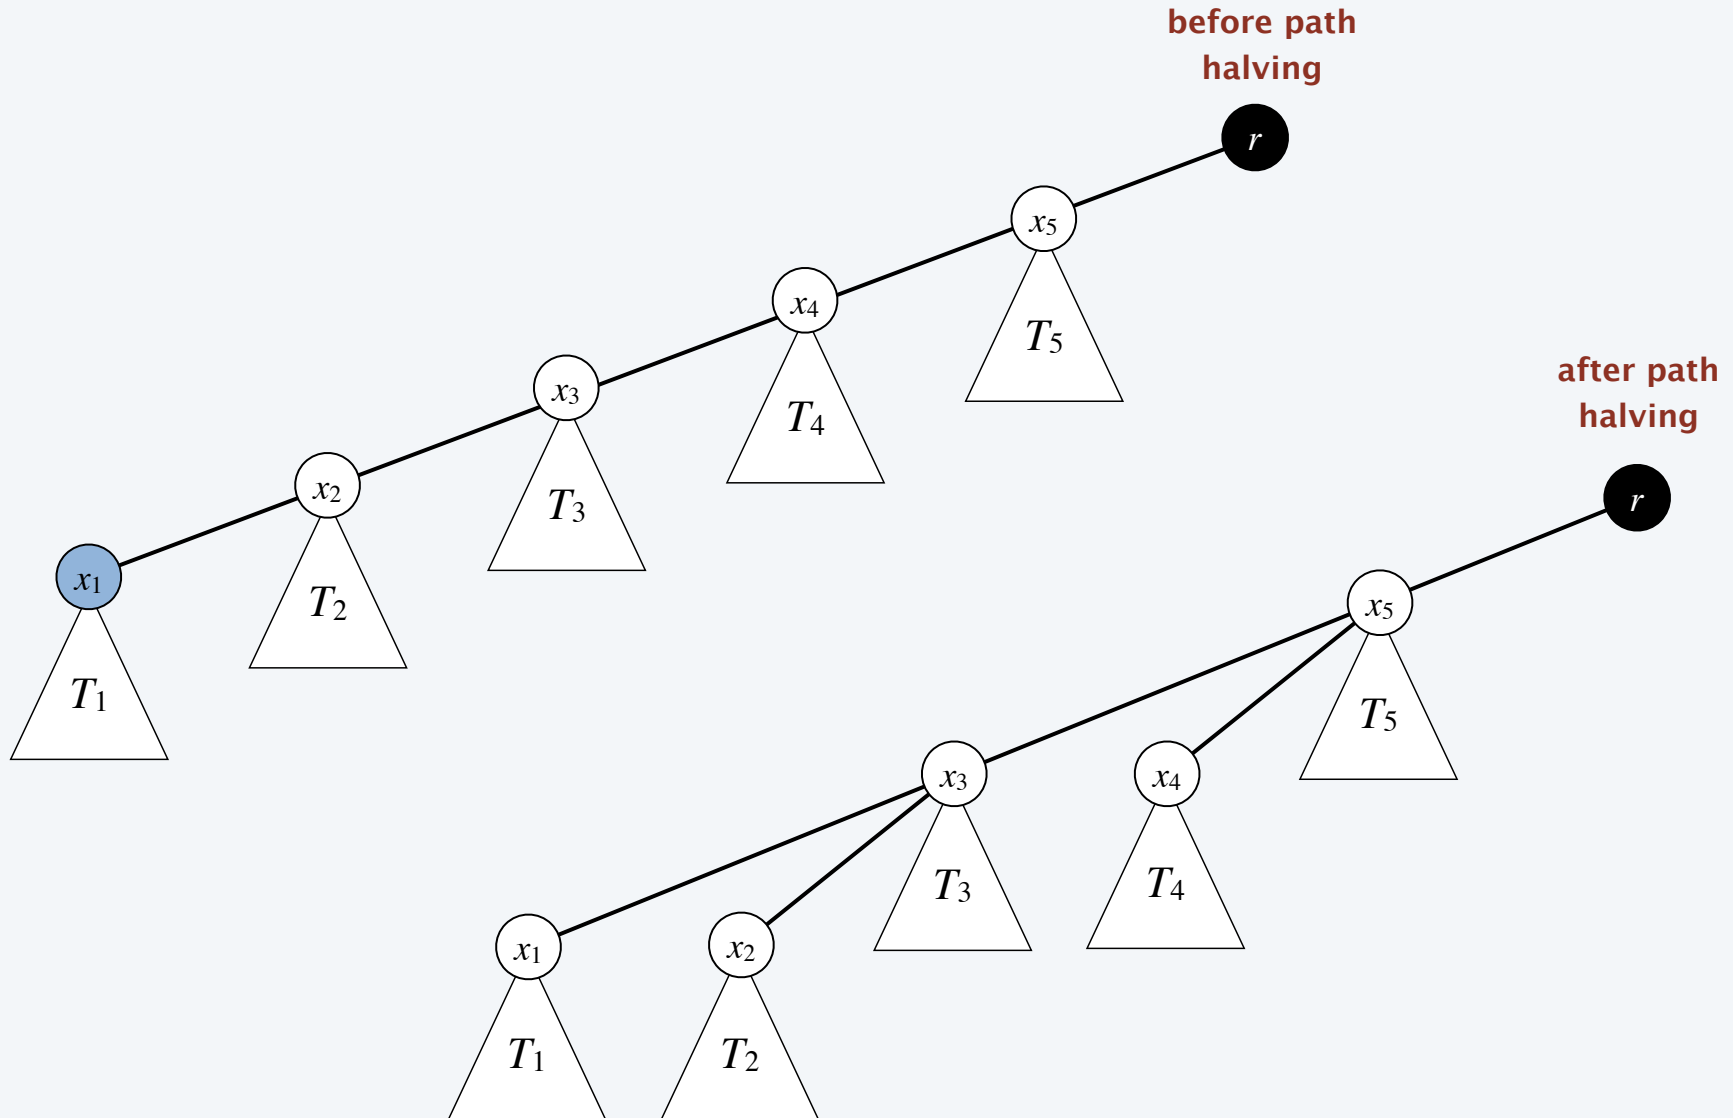 before path
halving
r
x5
x4
T5
x3
T4
x2
T3
x1
T2
T1
after path
halving
r
x5
T5
x3
x4
T3
T4
x1
x2
T1
T2